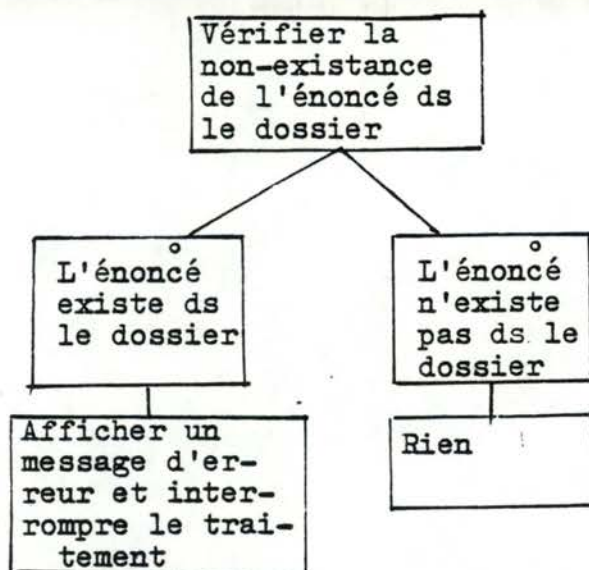 Vérifier la
non-existance
de l'énoncé ds
le dossier
L'énoncé
existe ds
le dossier
L'énoncé
n'existe
pas ds le
dossier
Afficher un
message d'er-
reur et inter-
rompre le trai-
tement
Rien